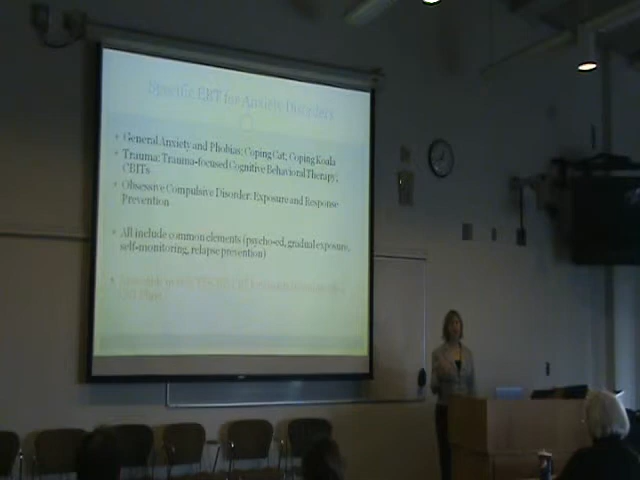 Specific EBT for Anxiety Disorders
General Anxiety and Phobias; Coping Cat; Coping Koala
Trauma: Trauma-focused Cognitive Behavioral Therapy;
CBITs
Obsessive Compulsive Disorder: Exposure and Response
Prevention
All include common elements (psycho-ed, gradual exposure,
self-monitoring, relapse prevention)